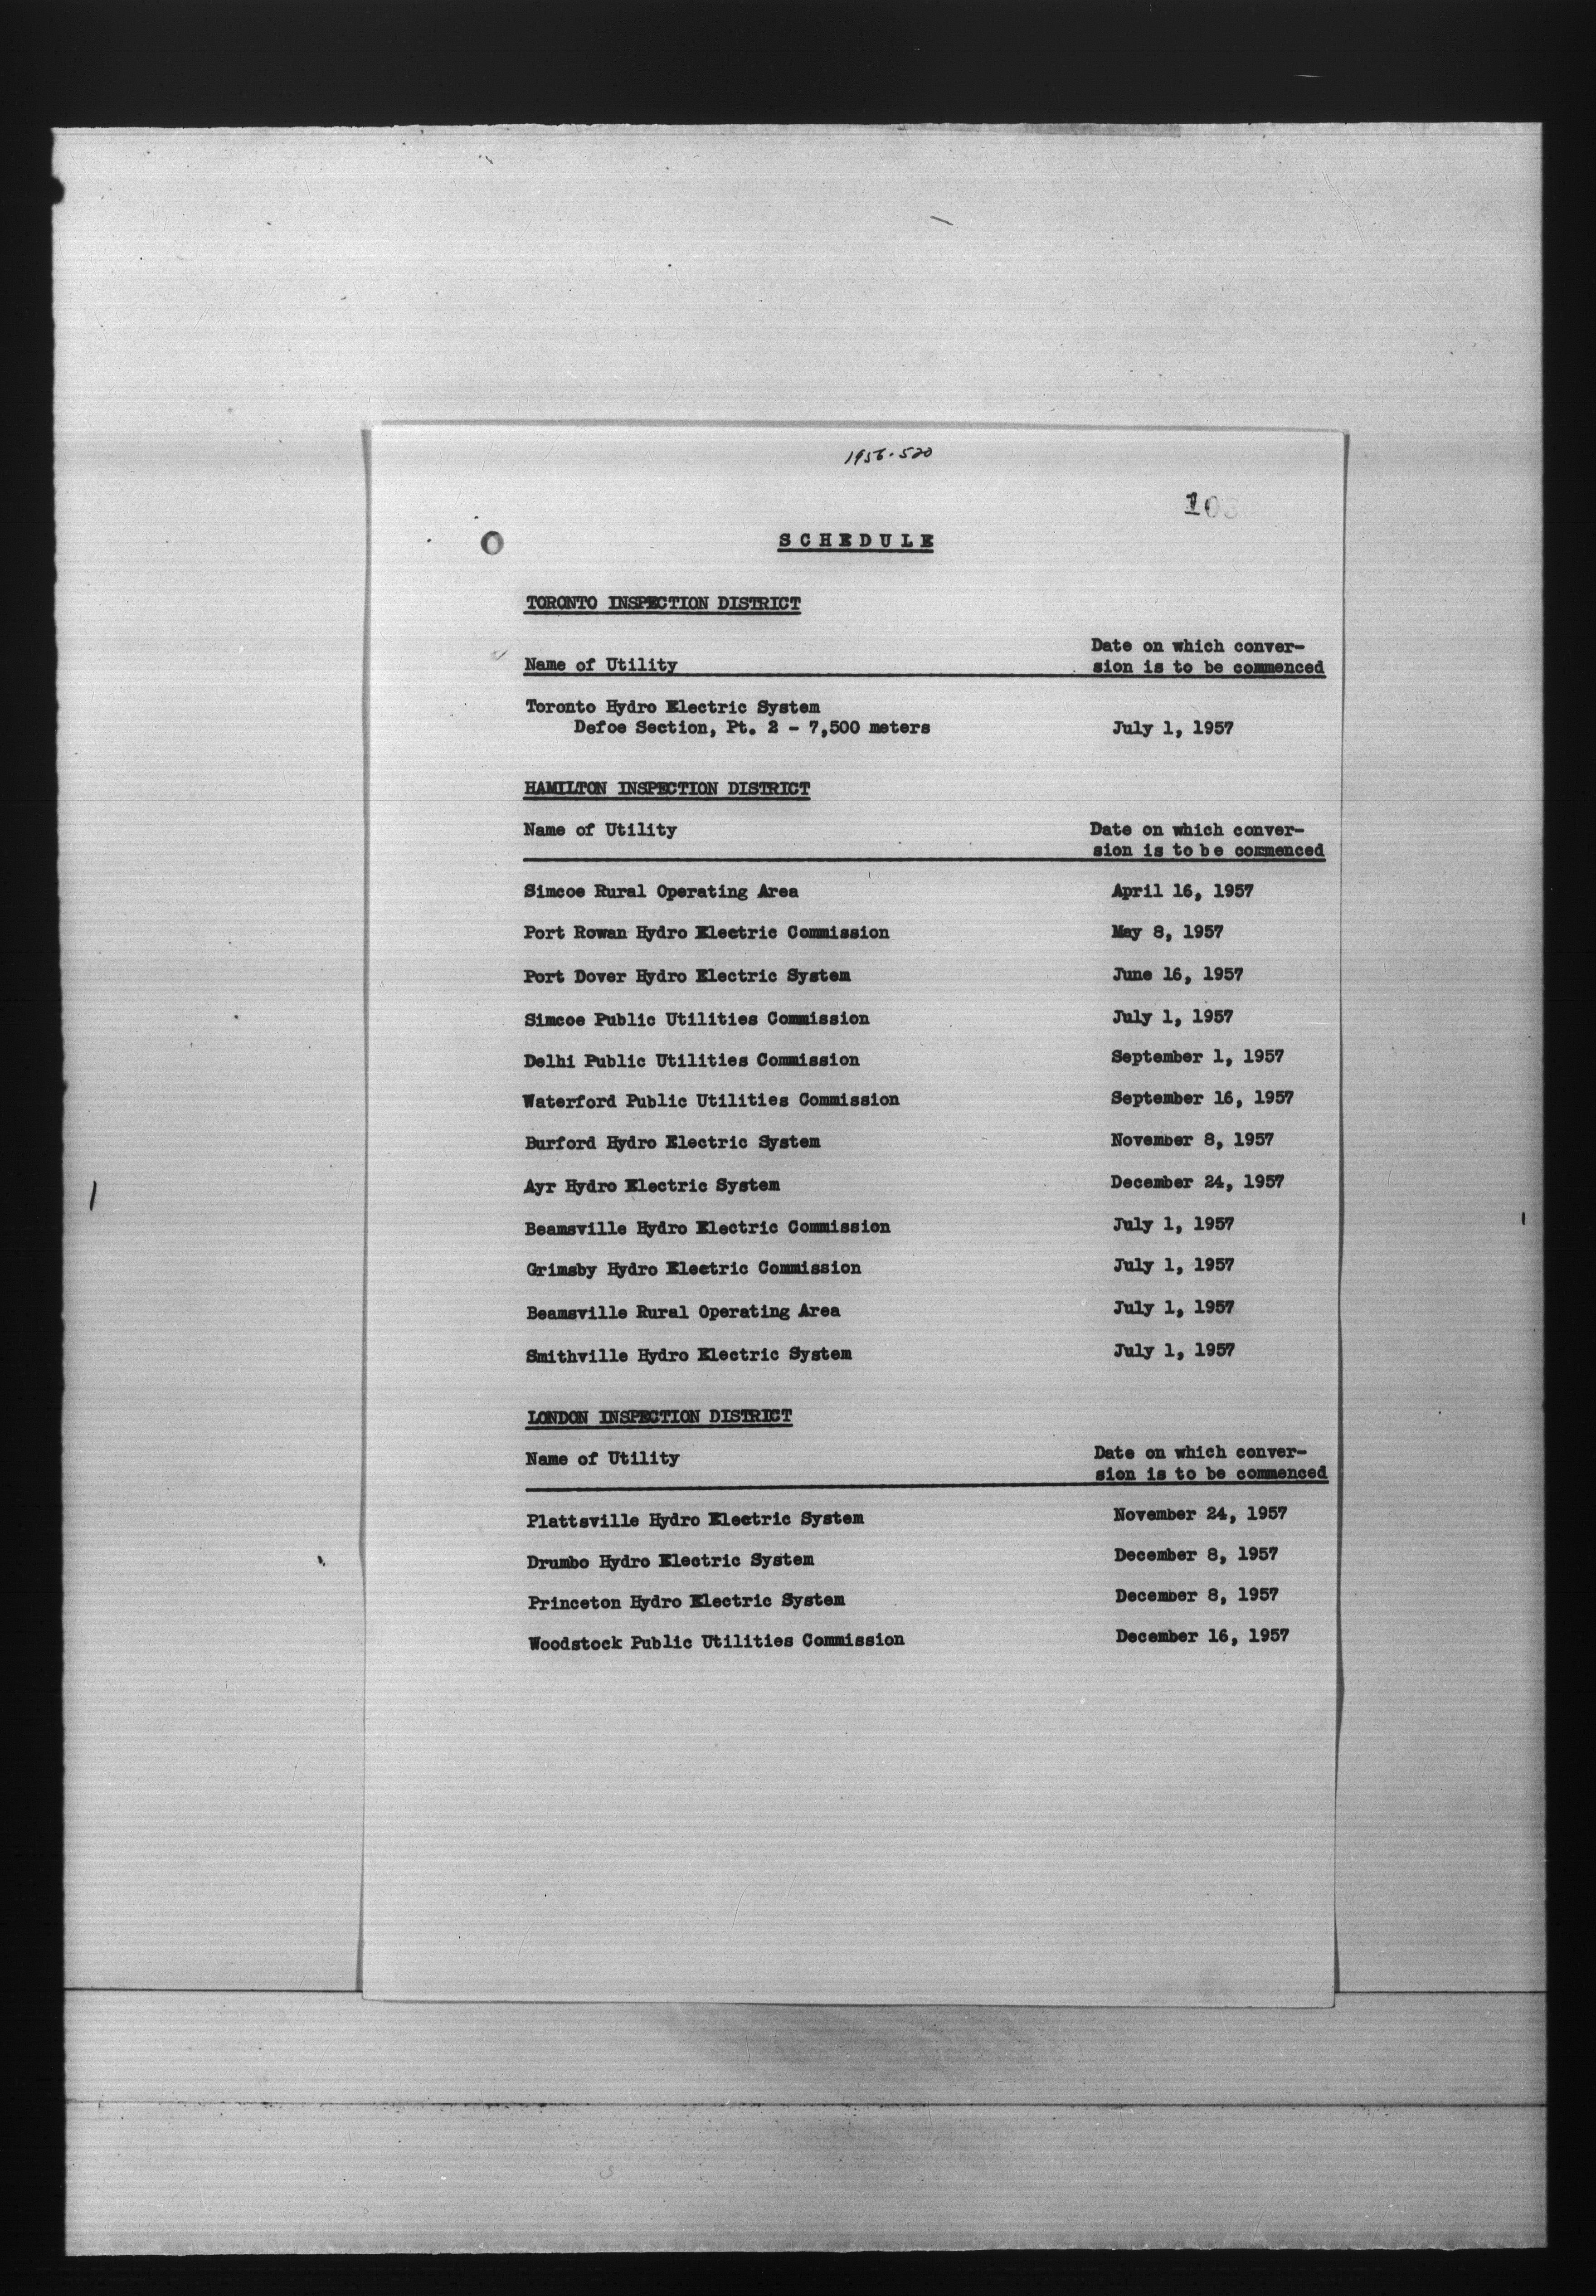 1956-520
103
SCHEDULE
TORONTO INSPECTION DISTRICT
Name of Utility Date on which conver-
sion is to be commenced
Toronto Hydro Electric System
Defoe Section, Pt. 2 - 7,500 meters July 1, 1957
HAMILTON INSPECTION DISTRICT
Name of Utility Date on which conver-
sion is to be commenced
Simcoe Rural Operating Area April 16, 1957
Port Rowan Hydro Electric Commission May 8, 1957
Port Dover Hydro Electric System June 16, 1957
Simcoe Public Utilities Commission July 1, 1957
Delhi Public Utilities Commission September 1, 1957
Waterford Public Utilities Commission September 16, 1957
Burford Hydro Electric System November 8, 1957
Ayr Hydro Electric System December 24, 1957
Beamsville Hydro Electric Commission July 1, 1957
Grimsby Hydro Electric Commission July 1, 1957
Beamsville Rural Operating Area July 1, 1957
Smithville Hydro Electric System July 1, 1957
LONDON INSPECTION DISTRICT
Name of Utility Date on which conver-
sion is to be commenced
Plattsville Hydro Electric System November 24, 1957
Drumbo Hydro Electric System December 8, 1957
Princeton Hydro Electric System December 8, 1957
Woodstock Public Utilities Commission December 16, 1957